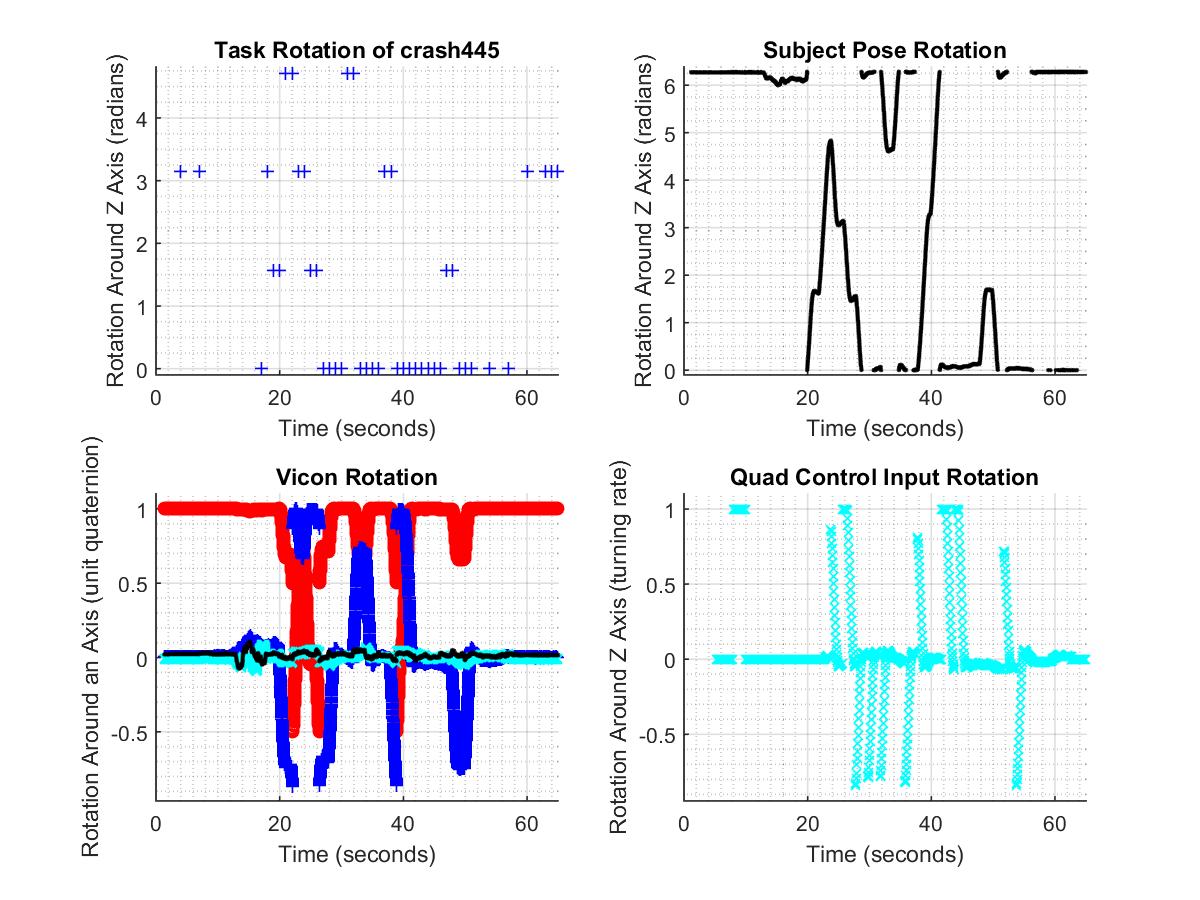 Task Rotation of crash445
Rotation Around Z Axis (radians)
4
3
2
1
0
0 20 40 60
Time (seconds)
Subject Pose Rotation
Rotation Around Z Axis (radians)
6
5
4
3
2
1
0
0 20 40 60
Time (seconds)
Vicon Rotation
Rotation Around an Axis (unit quaternion)
1
0.5
0
-0.5
0 20 40 60
Time (seconds)
Quad Control Input Rotation
Rotation Around Z Axis (turning rate)
1
0.5
0
-0.5
0 20 40 60
Time (seconds)